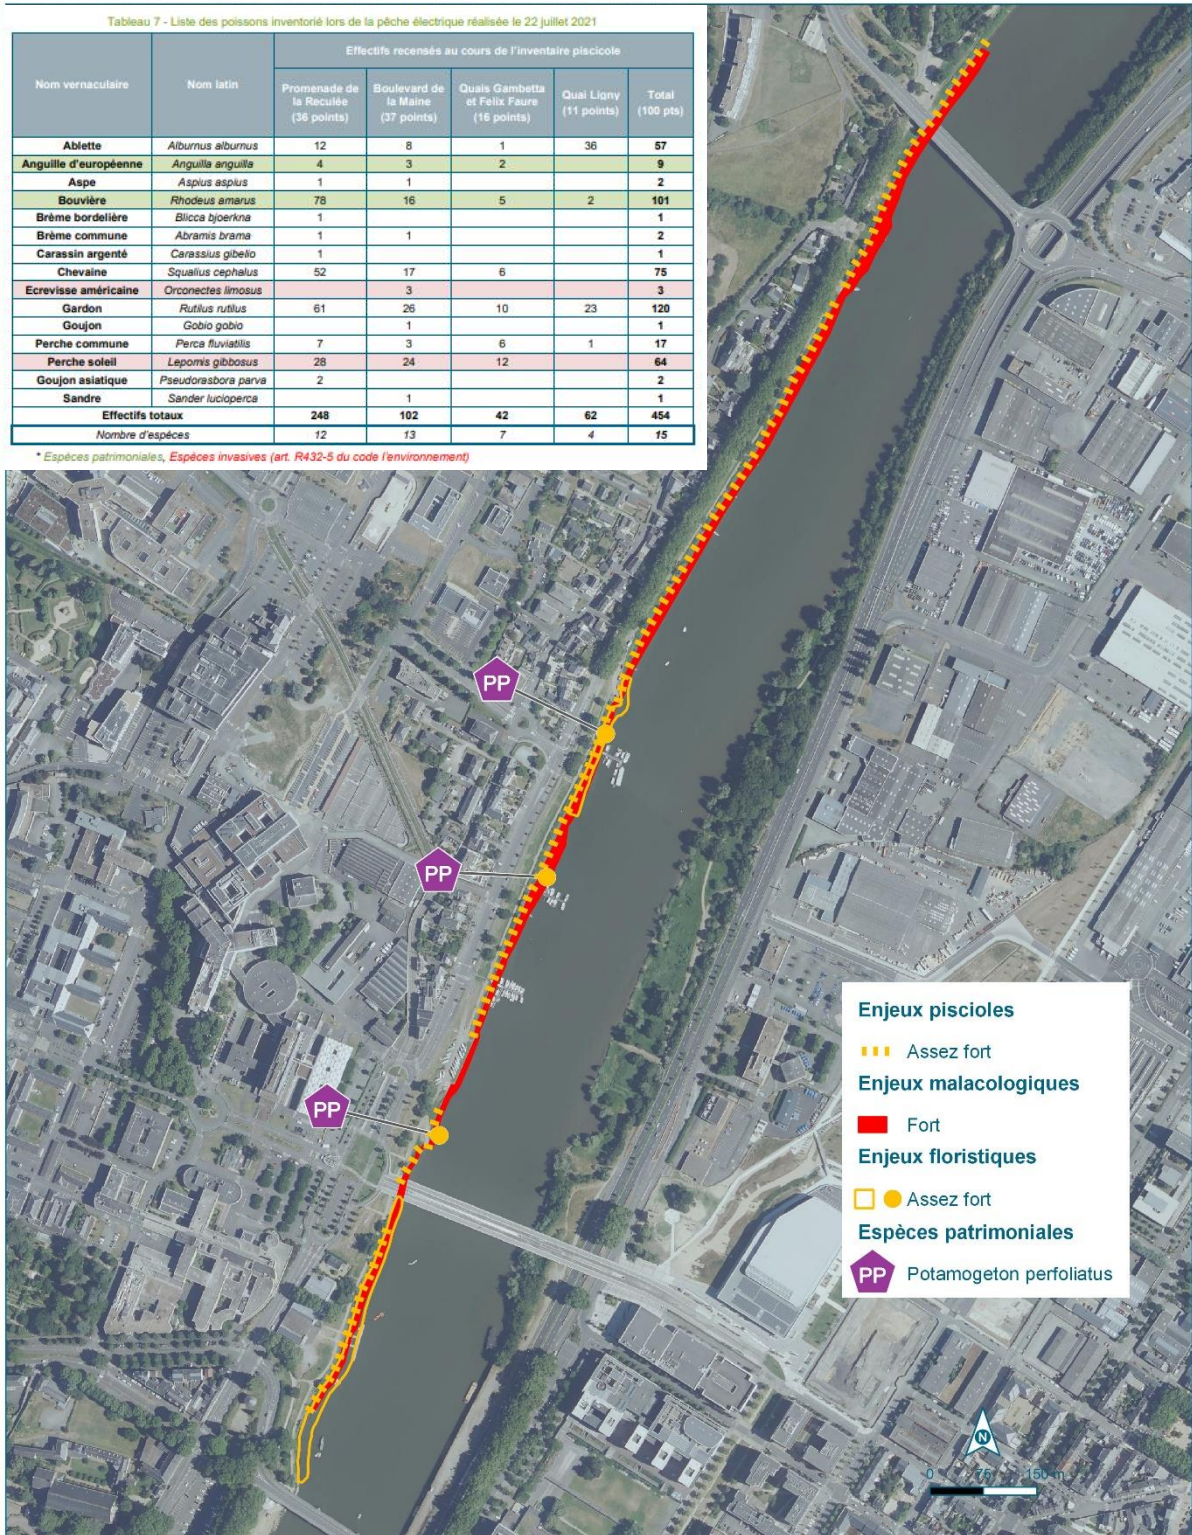 Tableau 7 - Liste des poissons inventorié lors de la pêche électrique réalisée le 22 juillet 2021
Nom vernaculaire Nom latin Effectifs recensés au cours de l'inventaire piscicole
Promenade de la Reculée (36 points) Boulevard de la Maine (37 points) Quais Gambetta et Felix Faure (16 points) Quai Ligny (11 points) Total (100 pts)
Ablette Alburnus alburnus 12 8 1 36 57
Anguille d'européenne Anguilla anguilla 4 3 2 9
Aspe Aspius aspius 1 1 2
Bouvière Rhodeus amarus 78 16 5 2 101
Brème bordelière Blicca bjoerkna 1 1
Brème commune Abramis brama 1 1 2
Carassin argenté Carassius gibelio 1 1
Chevaine Squalius cephalus 52 17 6 75
Ecrevisse américaine Orconectes limosus 3 3
Gardon Rutilus rutilus 61 26 10 23 120
Goujon Gobio gobio 1 1
Perche commune Perca fluviatilis 7 3 6 1 17
Perche soleil Lepomis gibbosus 28 24 12 64
Goujon asiatique Pseudorasbora parva 2 2
Sandre Sander lucioperca 1 1
Effectifs totaux 248 102 42 62 454
Nombre d'espèces 12 13 7 4 15
* Espèces patrimoniales, Espèces invasives (art. R432-5 du code l'environnement)
PP
PP
PP
Enjeux piscioles
Assez fort
Enjeux malacologiques
Fort
Enjeux floristiques
Assez fort
Espèces patrimoniales
PP Potamogeton perfoliatus
N
0 75 150 m